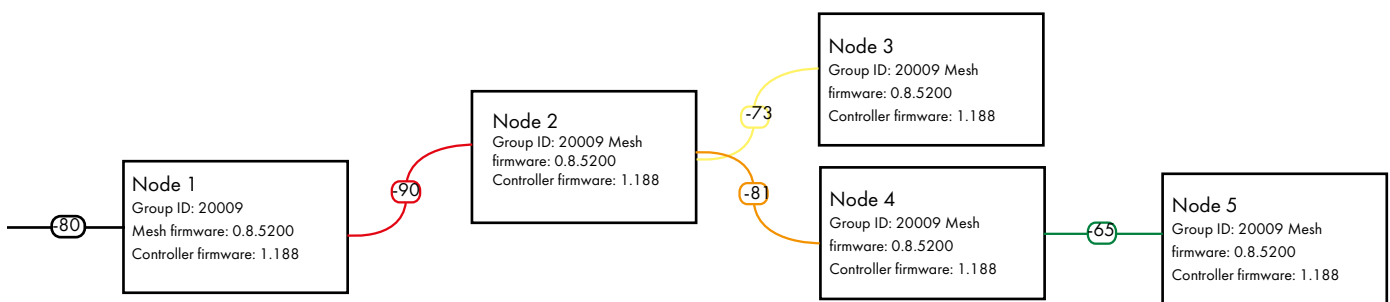 -80
Node 1
Group ID: 20009
Mesh firmware: 0.8.5200
Controller firmware: 1.188
-90
Node 2
Group ID: 20009 Mesh
firmware: 0.8.5200
Controller firmware: 1.188
-73
Node 3
Group ID: 20009 Mesh
firmware: 0.8.5200
Controller firmware: 1.188
-81
Node 4
Group ID: 20009 Mesh
firmware: 0.8.5200
Controller firmware: 1.188
-65
Node 5
Group ID: 20009 Mesh
firmware: 0.8.5200
Controller firmware: 1.188